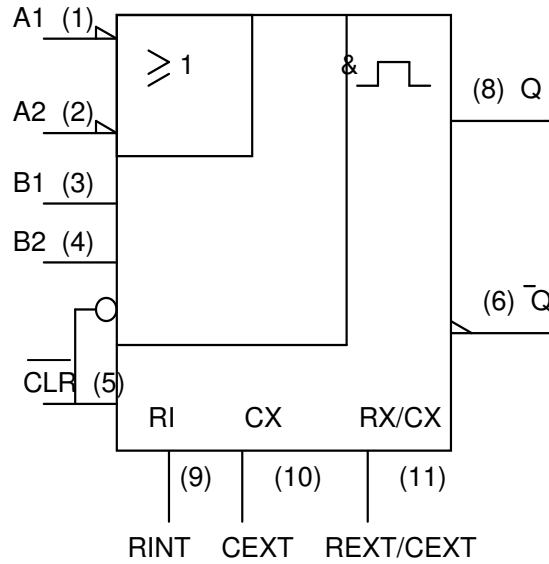 A1 (1)
≥ 1
&
A2 (2)
(8) Q
B1 (3)
B2 (4)
(6) Q̅
C̅L̅R̅ (5)
RI CX RX/CX
(9) (10) (11)
RINT CEXT REXT/CEXT